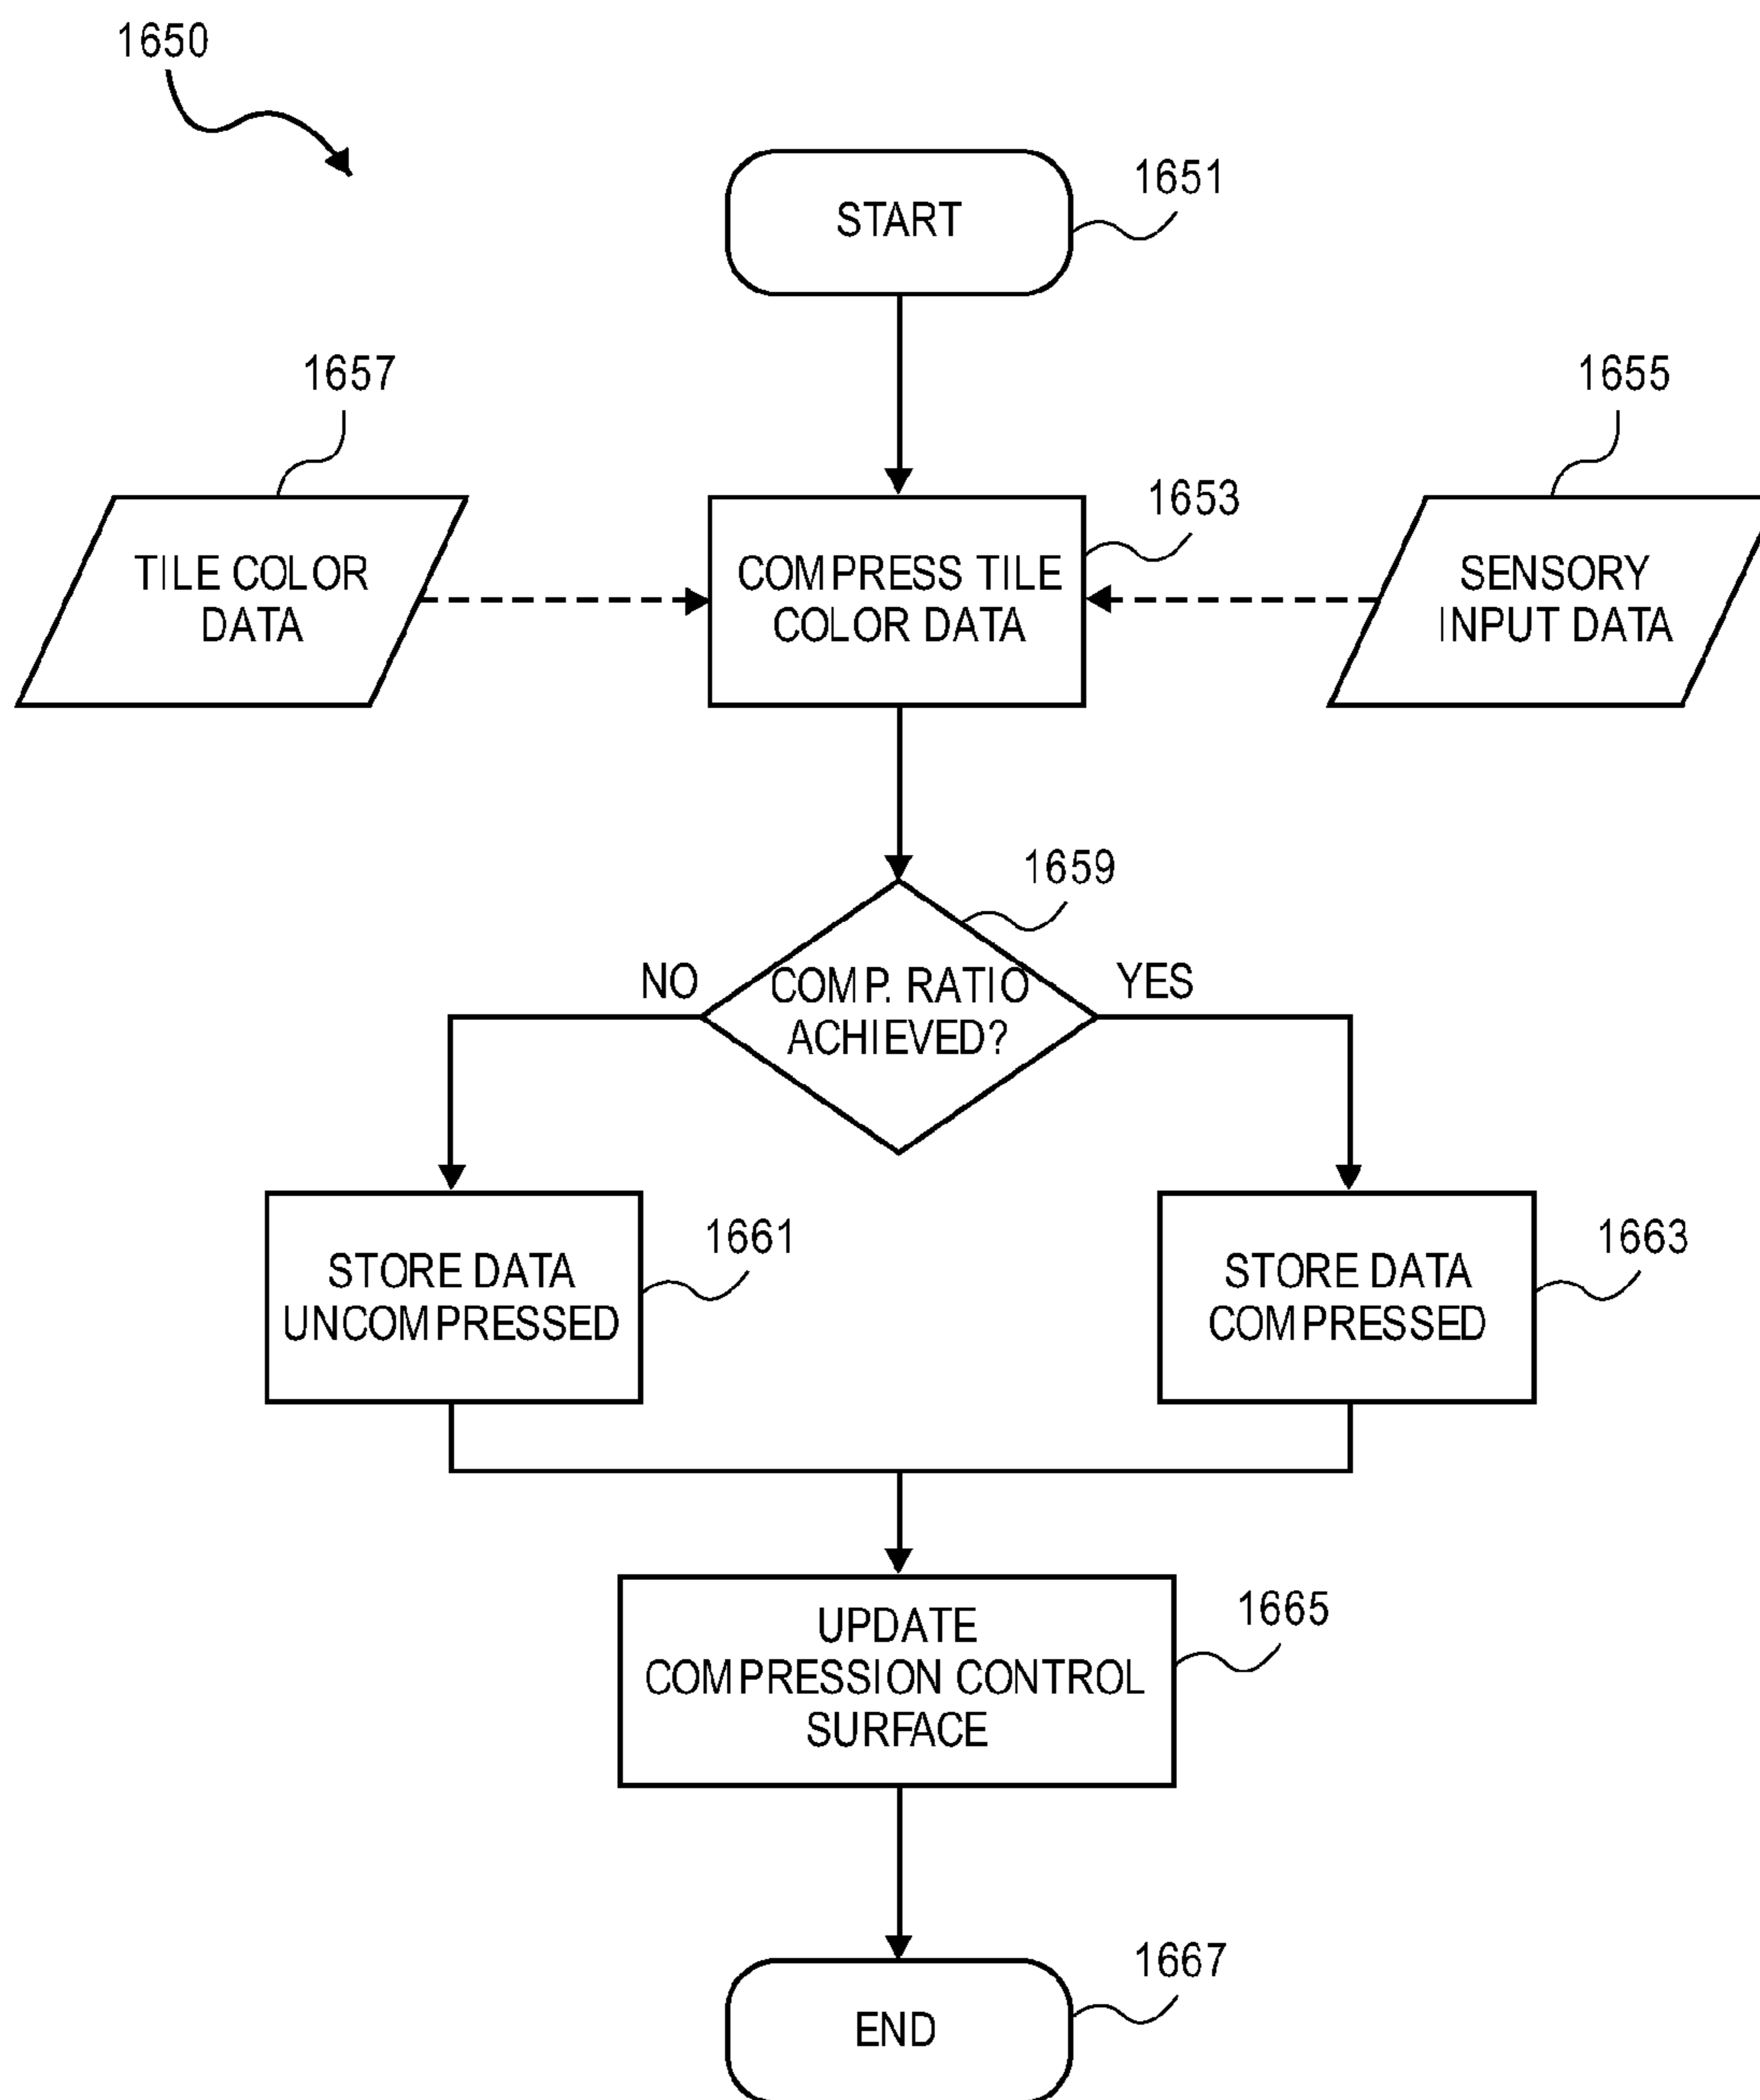 1650
1651
START
1657
1655
1653
TILE COLOR
DATA
COMPRESS TILE
COLOR DATA
SENSORY
INPUT DATA
1659
NO
COMP. RATIO
ACHIEVED?
YES
1661
1663
STORE DATA
UNCOMPRESSED
STORE DATA
COMPRESSED
1665
UPDATE
COMPRESSION CONTROL
SURFACE
1667
END